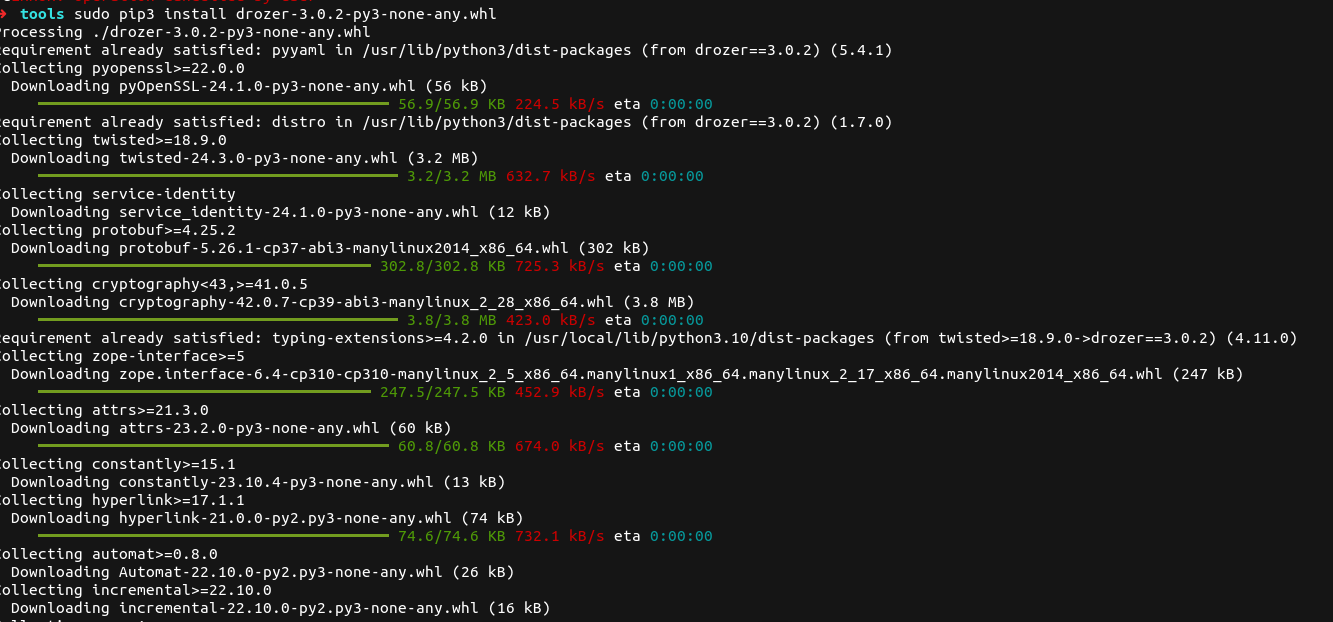 ➜ tools sudo pip3 install drozer-3.0.2-py3-none-any.whl
Processing ./drozer-3.0.2-py3-none-any.whl
Requirement already satisfied: pyyaml in /usr/lib/python3/dist-packages (from drozer==3.0.2) (5.4.1)
Collecting pyopenssl>=22.0.0
Downloading pyOpenSSL-24.1.0-py3-none-any.whl (56 kB)
56.9/56.9 KB 224.5 kB/s eta 0:00:00
Requirement already satisfied: distro in /usr/lib/python3/dist-packages (from drozer==3.0.2) (1.7.0)
Collecting twisted>=18.9.0
Downloading twisted-24.3.0-py3-none-any.whl (3.2 MB)
3.2/3.2 MB 632.7 kB/s eta 0:00:00
Collecting service-identity
Downloading service_identity-24.1.0-py3-none-any.whl (12 kB)
Collecting protobuf>=4.25.2
Downloading protobuf-5.26.1-cp37-abi3-manylinux2014_x86_64.whl (302 kB)
302.8/302.8 KB 725.3 kB/s eta 0:00:00
Collecting cryptography<43,>=41.0.5
Downloading cryptography-42.0.7-cp39-abi3-manylinux_2_28_x86_64.whl (3.8 MB)
3.8/3.8 MB 423.0 kB/s eta 0:00:00
Requirement already satisfied: typing-extensions>=4.2.0 in /usr/local/lib/python3.10/dist-packages (from twisted>=18.9.0->drozer==3.0.2) (4.11.0)
Collecting zope-interface>=5
Downloading zope.interface-6.4-cp310-cp310-manylinux_2_5_x86_64.manylinux1_x86_64.manylinux_2_17_x86_64.manylinux2014_x86_64.whl (247 kB)
247.5/247.5 KB 452.9 kB/s eta 0:00:00
Collecting attrs>=21.3.0
Downloading attrs-23.2.0-py3-none-any.whl (60 kB)
60.8/60.8 KB 674.0 kB/s eta 0:00:00
Collecting constantly>=15.1
Downloading constantly-23.10.4-py3-none-any.whl (13 kB)
Collecting hyperlink>=17.1.1
Downloading hyperlink-21.0.0-py2.py3-none-any.whl (74 kB)
74.6/74.6 KB 732.1 kB/s eta 0:00:00
Collecting automat>=0.8.0
Downloading Automat-22.10.0-py2.py3-none-any.whl (26 kB)
Collecting incremental>=22.10.0
Downloading incremental-22.10.0-py2.py3-none-any.whl (16 kB)